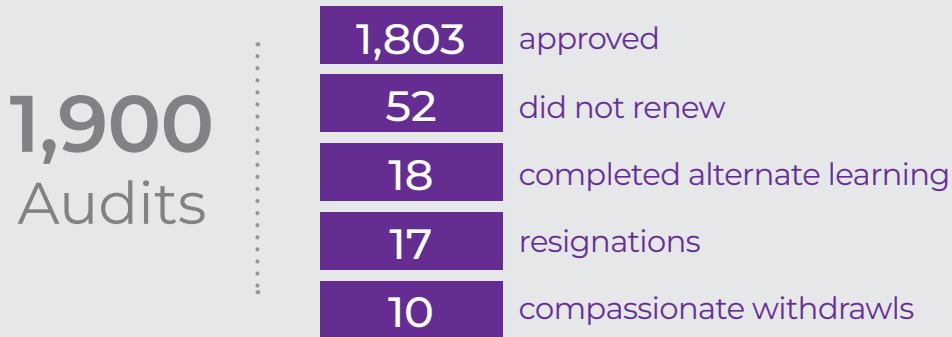 1,900
Audits
1,803 approved
52 did not renew
18 completed alternate learning
17 resignations
10 compassionate withdrawls